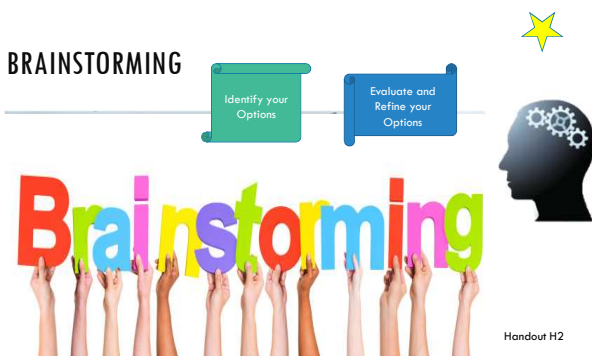 BRAINSTORMING
Identify your
Options
Evaluate and
Refine your
Options
Brainstorming
Handout H2